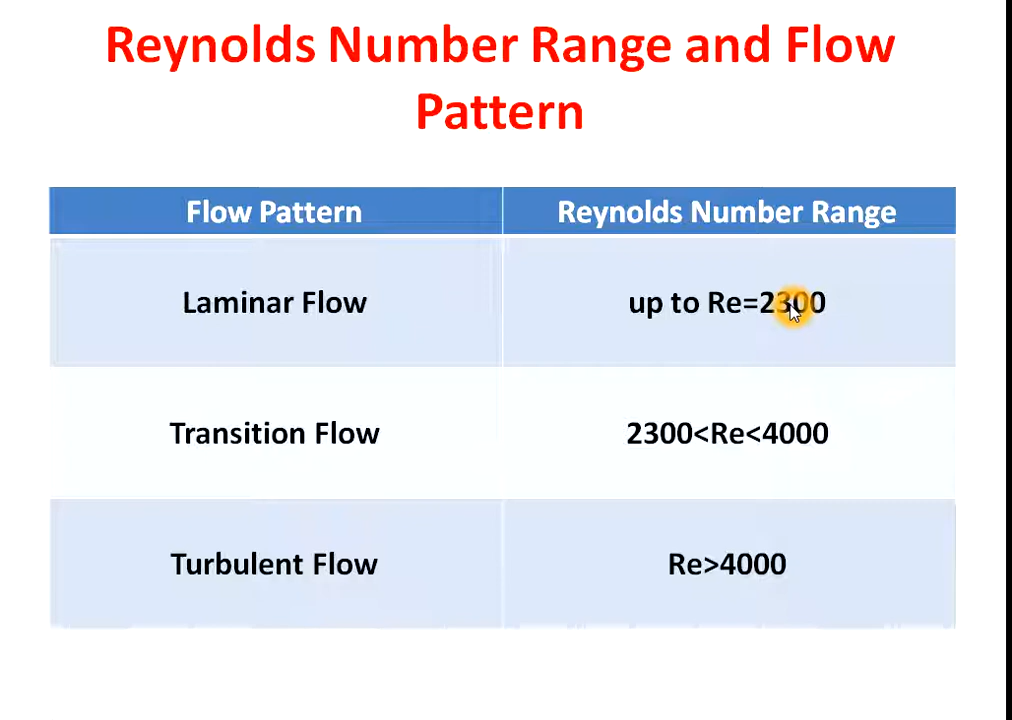 Reynolds Number Range and Flow
Pattern
Flow Pattern
Reynolds Number Range
Laminar Flow
up to Re=2300
Transition Flow
2300<Re<4000
Turbulent Flow
Re>4000